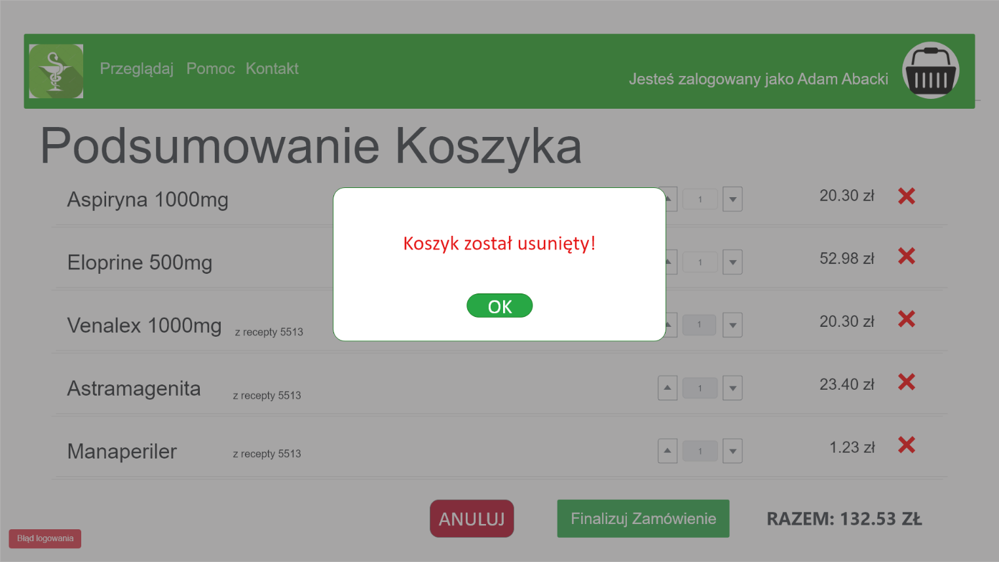 Przeglądaj Pomoc Kontakt
Jesteś zalogowany jako Adam Abacki
Podsumowanie Koszyka
Aspiryna 1000mg 1 20.30 zł
Eloprine 500mg 1 52.98 zł
Venalex 1000mg z recepty 5513 1 20.30 zł
Astramagenita z recepty 5513 1 23.40 zł
Manaperiler z recepty 5513 1 1.23 zł
Koszyk został usunięty!
OK
ANULUJ Finalizuj Zamówienie RAZEM: 132.53 ZŁ
Błąd logowania